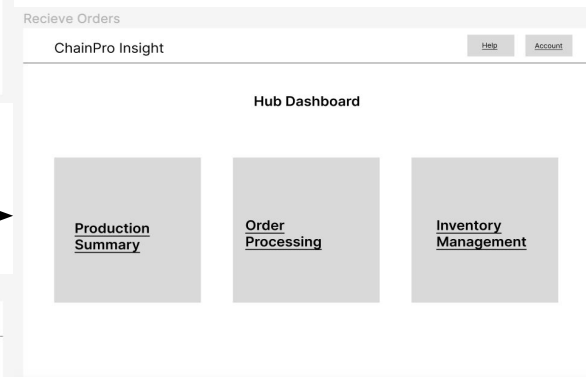 Recieve Orders
ChainPro Insight
Help
Account
Hub Dashboard
Production
Summary
Order
Processing
Inventory
Management